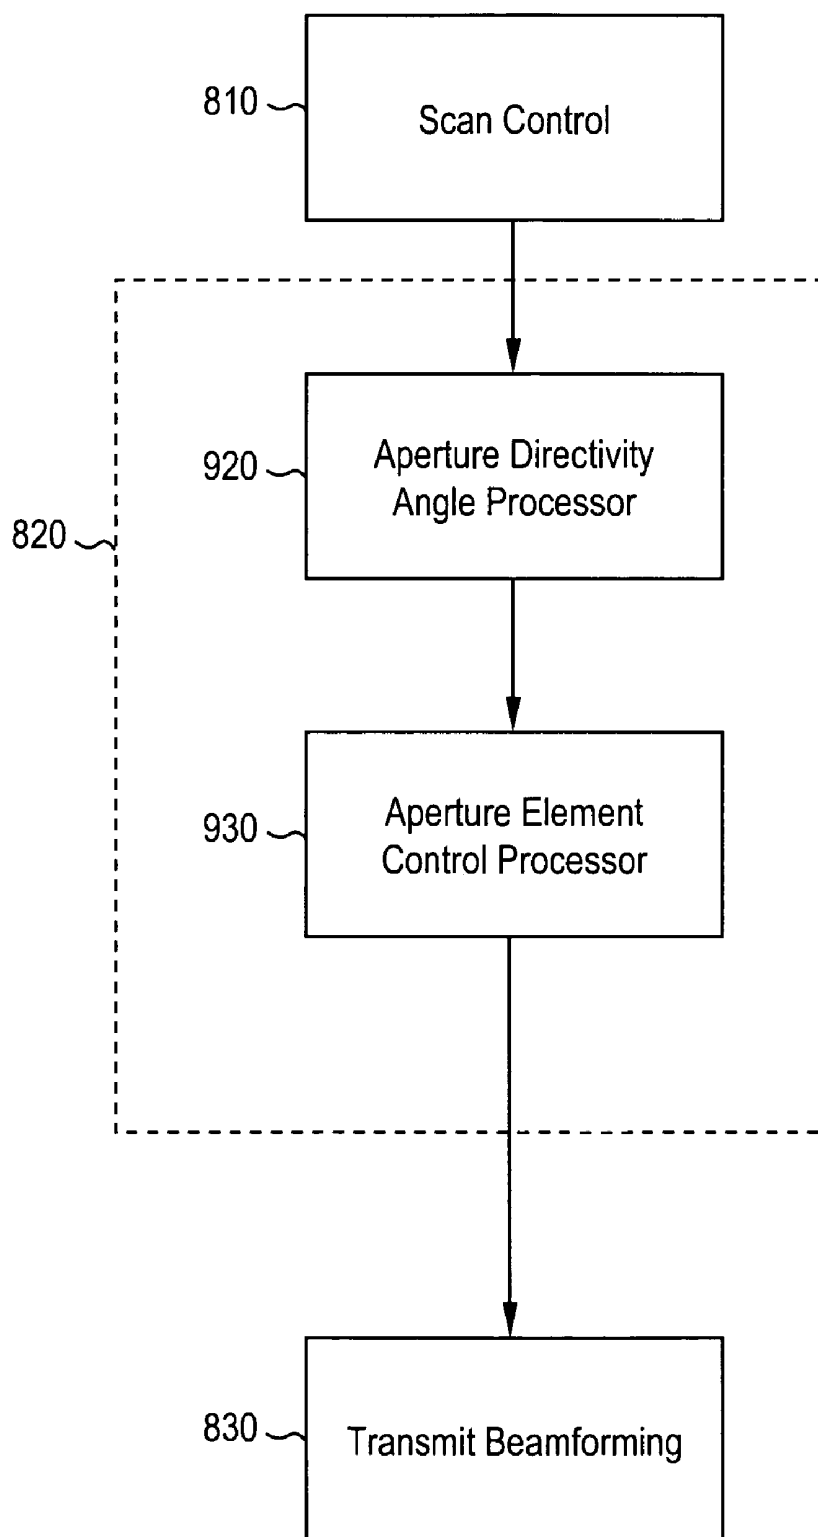 810
Scan Control
920
Aperture Directivity
Angle Processor
820
930
Aperture Element
Control Processor
830
Transmit Beamforming